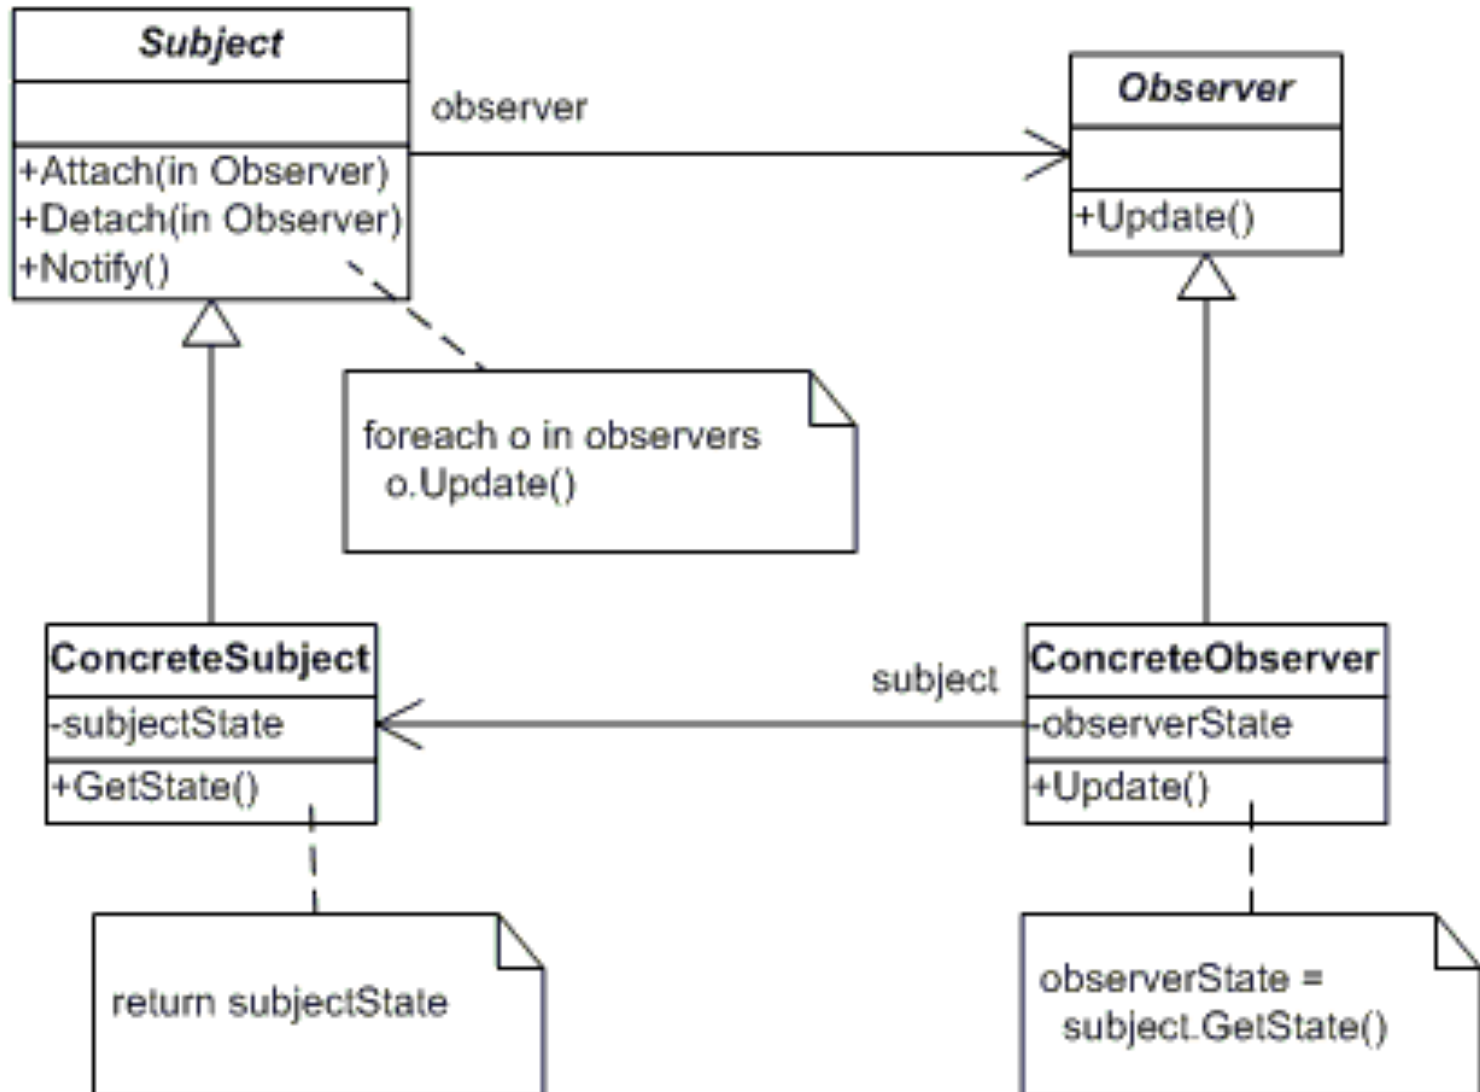 Subject
+Attach(in Observer)
+Detach(in Observer)
+Notify()
observer
Observer
+Update()
foreach o in observers
o.Update()
ConcreteSubject
-subjectState
+GetState()
subject
ConcreteObserver
-observerState
+Update()
return subjectState
observerState =
subject.GetState()